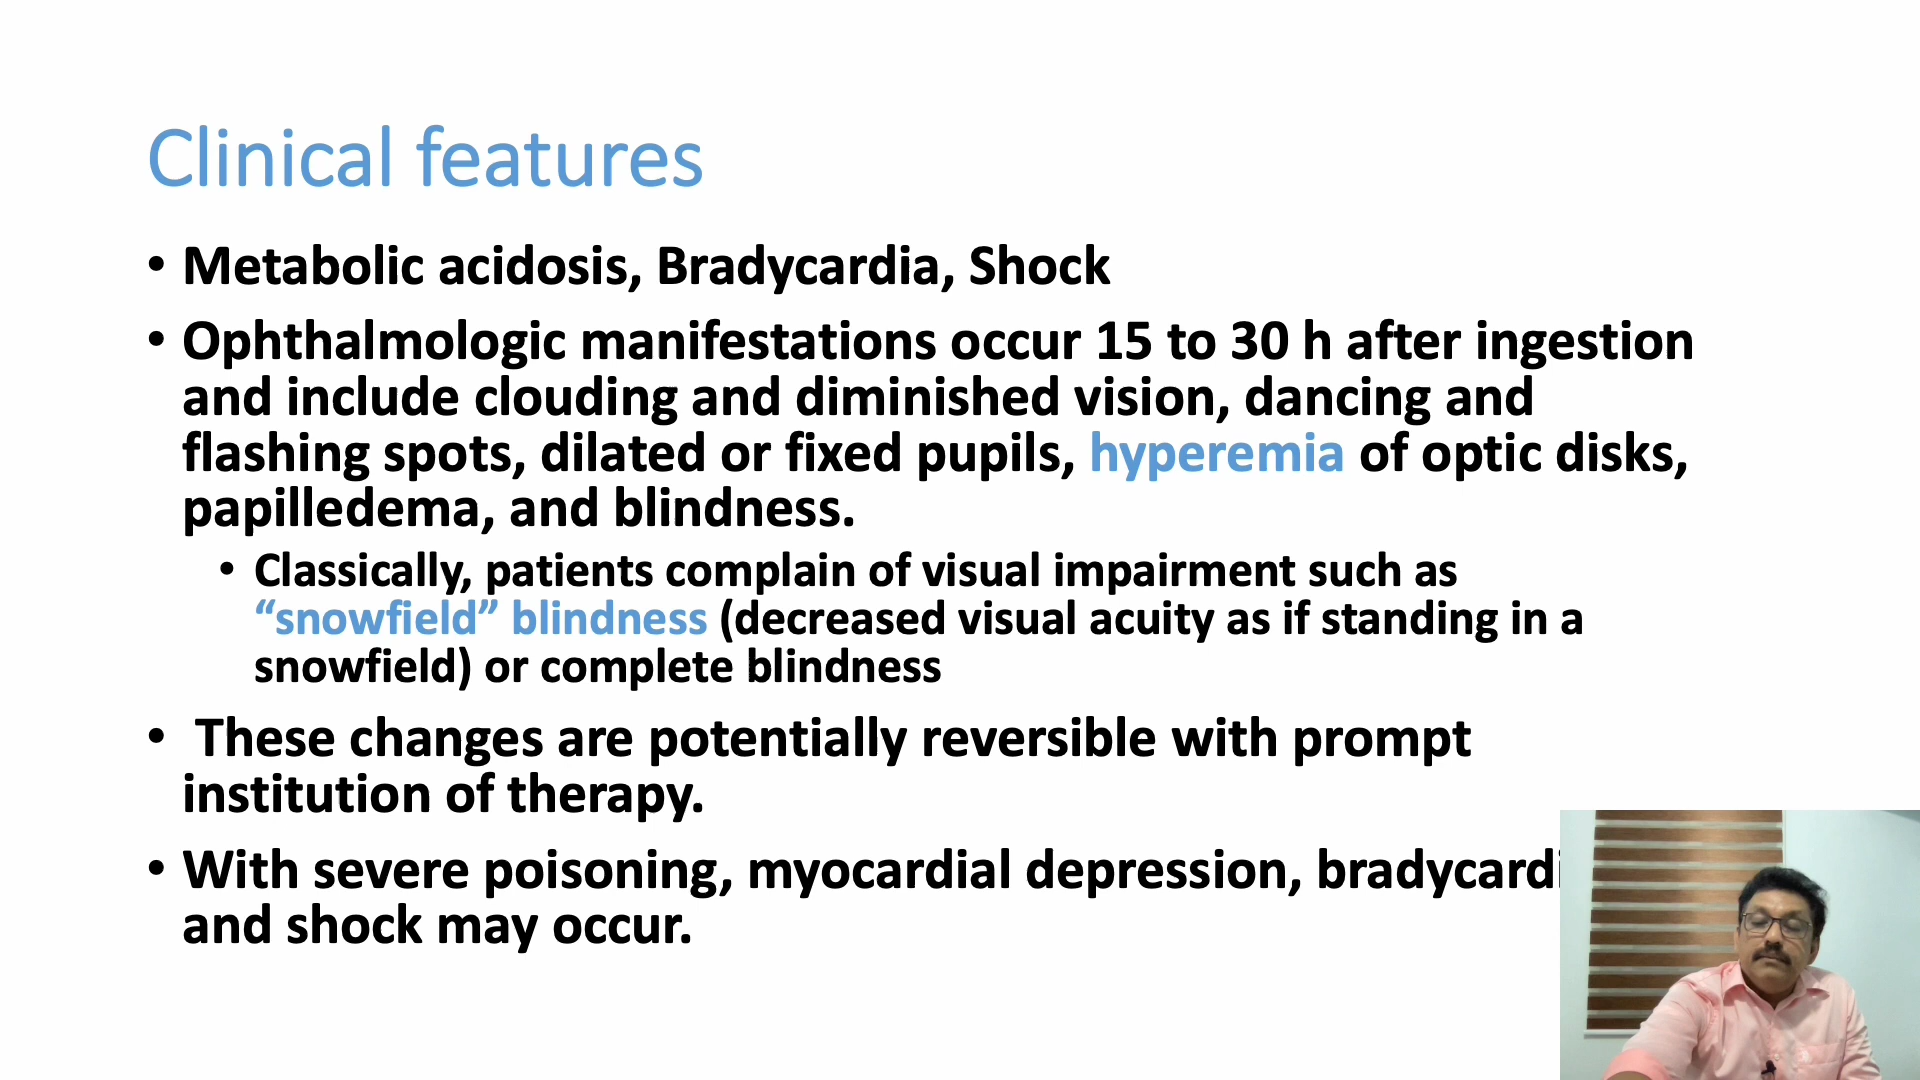 Clinical features
• Metabolic acidosis, Bradycardia, Shock
• Ophthalmologic manifestations occur 15 to 30 h after ingestion
and include clouding and diminished vision, dancing and
flashing spots, dilated or fixed pupils, hyperemia of optic disks,
papilledema, and blindness.
• Classically, patients complain of visual impairment such as
“snowfield” blindness (decreased visual acuity as if standing in a
snowfield) or complete blindness
• These changes are potentially reversible with prompt
institution of therapy.
• With severe poisoning, myocardial depression, bradycardi
and shock may occur.